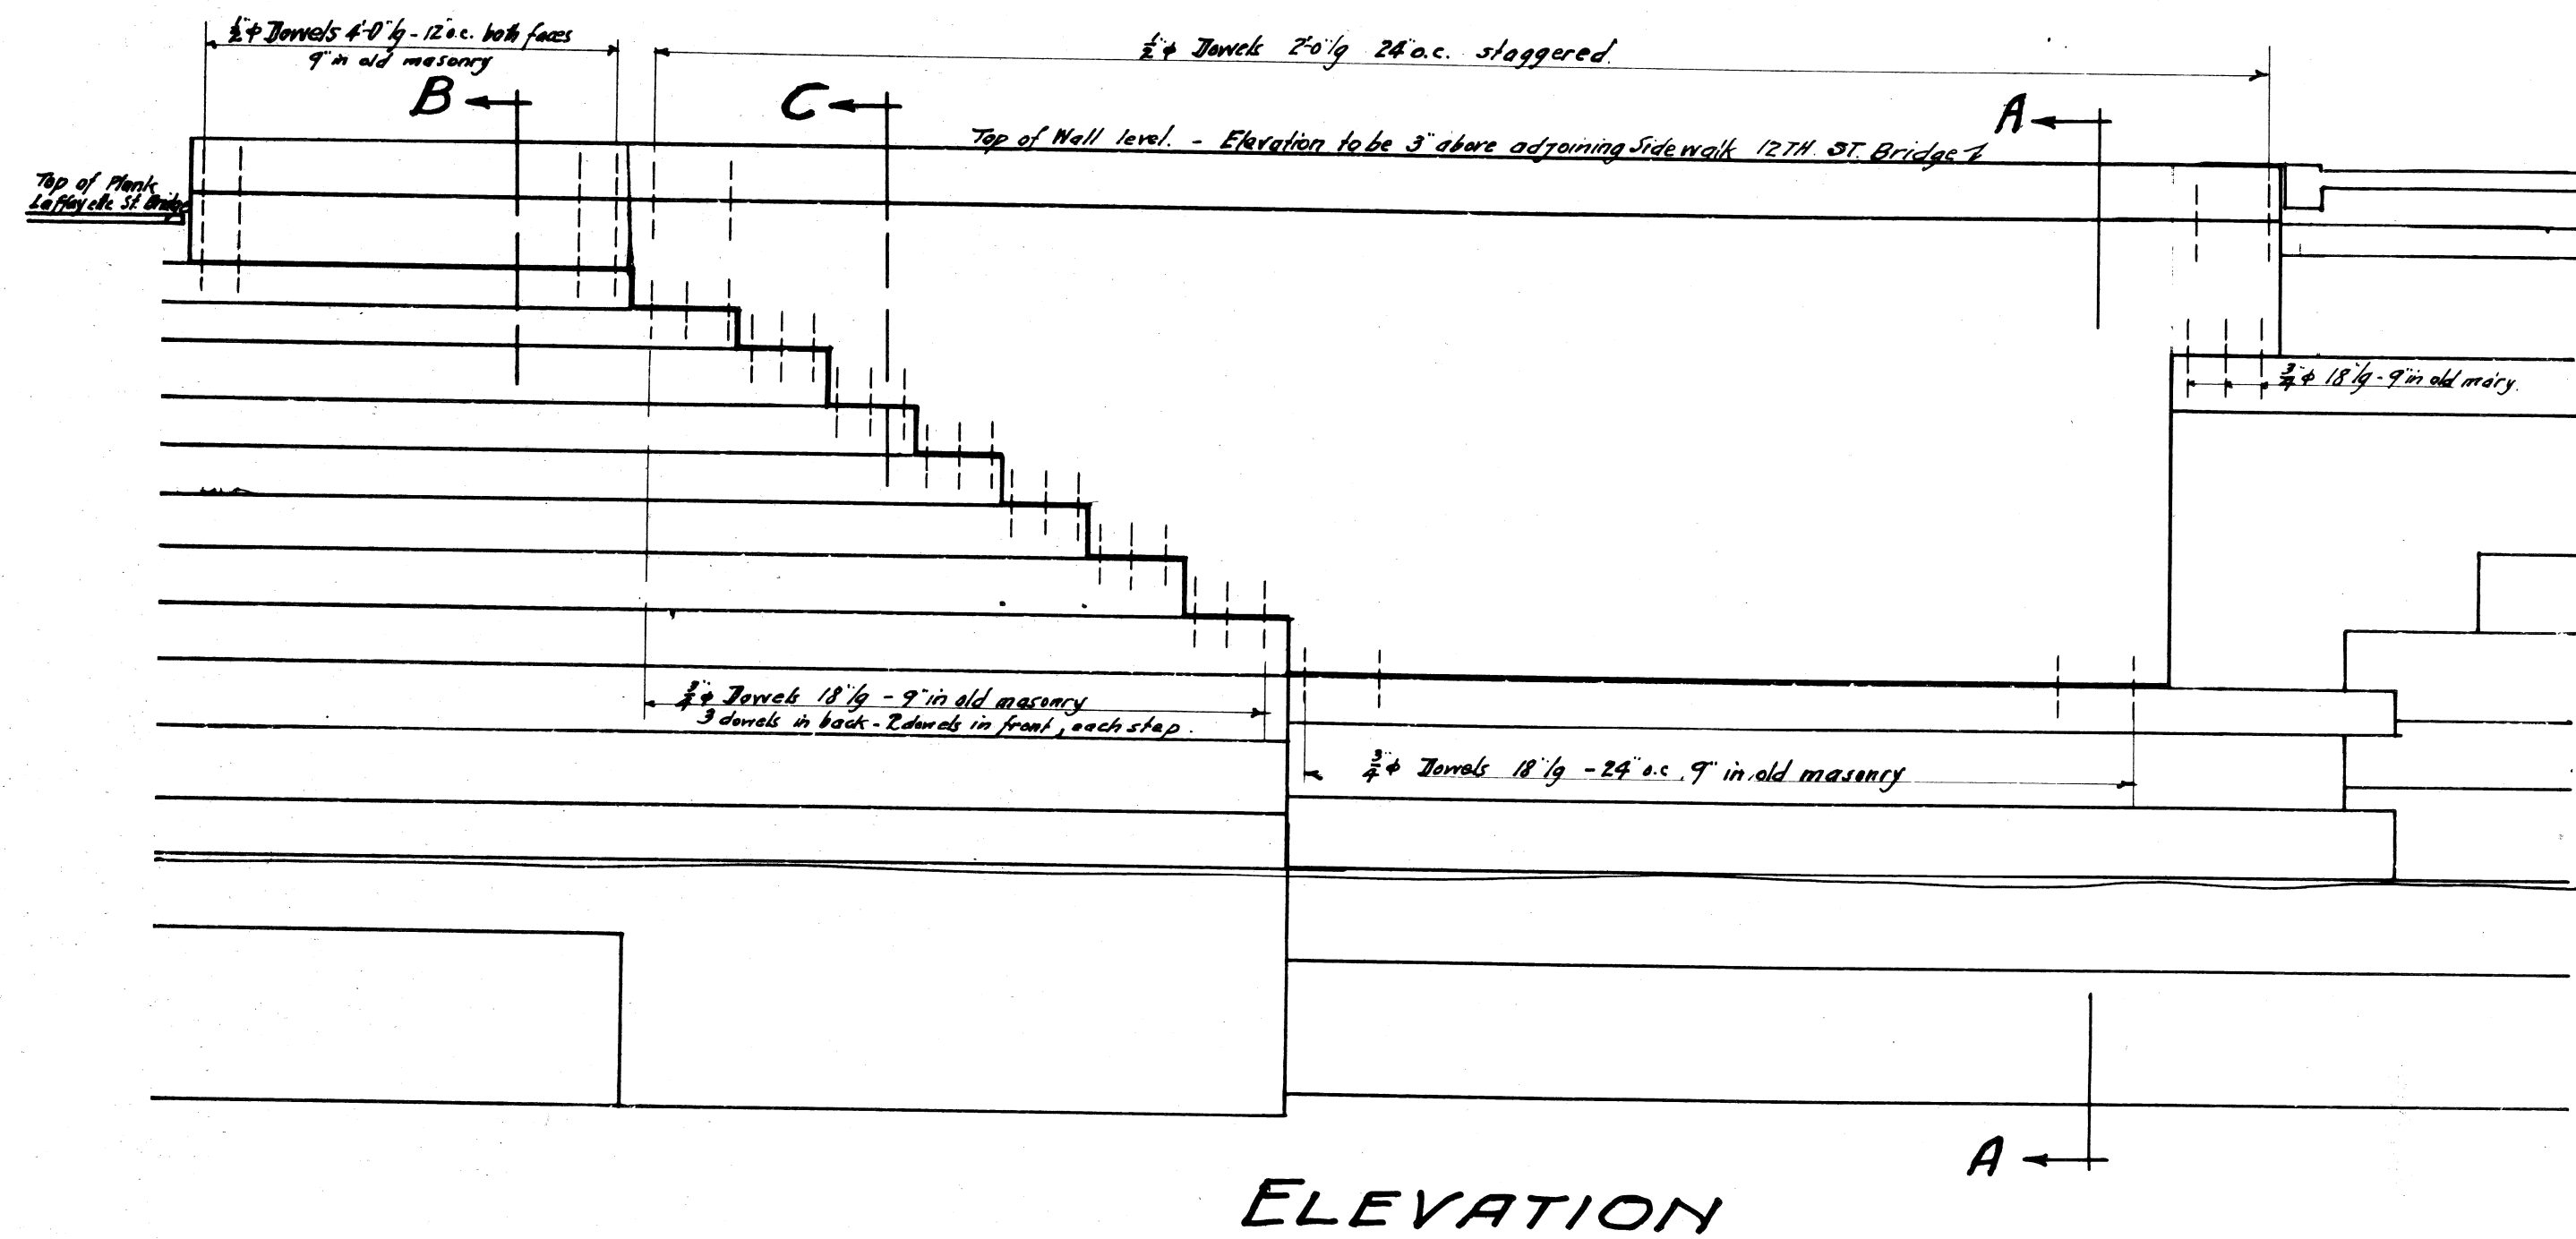 ½"ϕ Dowels 4'-0" lg - 12" o.c. both faces
9" in old masonry
½"ϕ Dowels 2'-0" lg 24" o.c. staggered.
B
C
A
Top of Wall level. - Elevation to be 3" above adjoining Sidewalk 12TH. ST. Bridge
Top of Plank
Laffayette St. Bridge
¾"ϕ 18" lg - 9" in old mas'ry.
¾"ϕ Dowels 18" lg - 9" in old masonry
3 dowels in back - 2 dowels in front, each step.
¾"ϕ Dowels 18" lg - 24" o.c. 9" in old masonry
A
ELEVATION